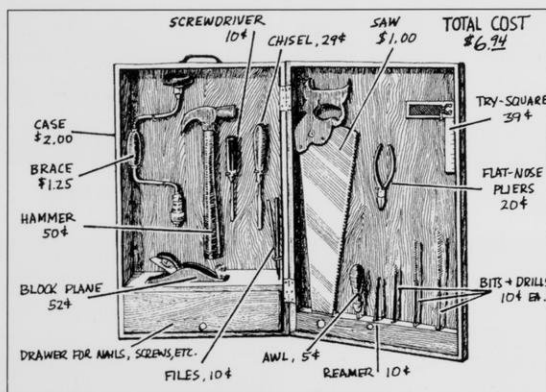 SCREWDRIVER
10¢
CHISEL, 29¢
SAW
$1.00
TOTAL COST
$6.94
CASE
$2.00
BRACE
$1.25
HAMMER
50¢
BLOCK PLANE
52¢
DRAWER FOR NAILS, SCREWS, ETC.
FILES, 10¢
AWL, 5¢
REAMER 10¢
TRY-SQUARE
39¢
FLAT-NOSE
PLIERS
20¢
BITS + DRILLS
10¢ EA.